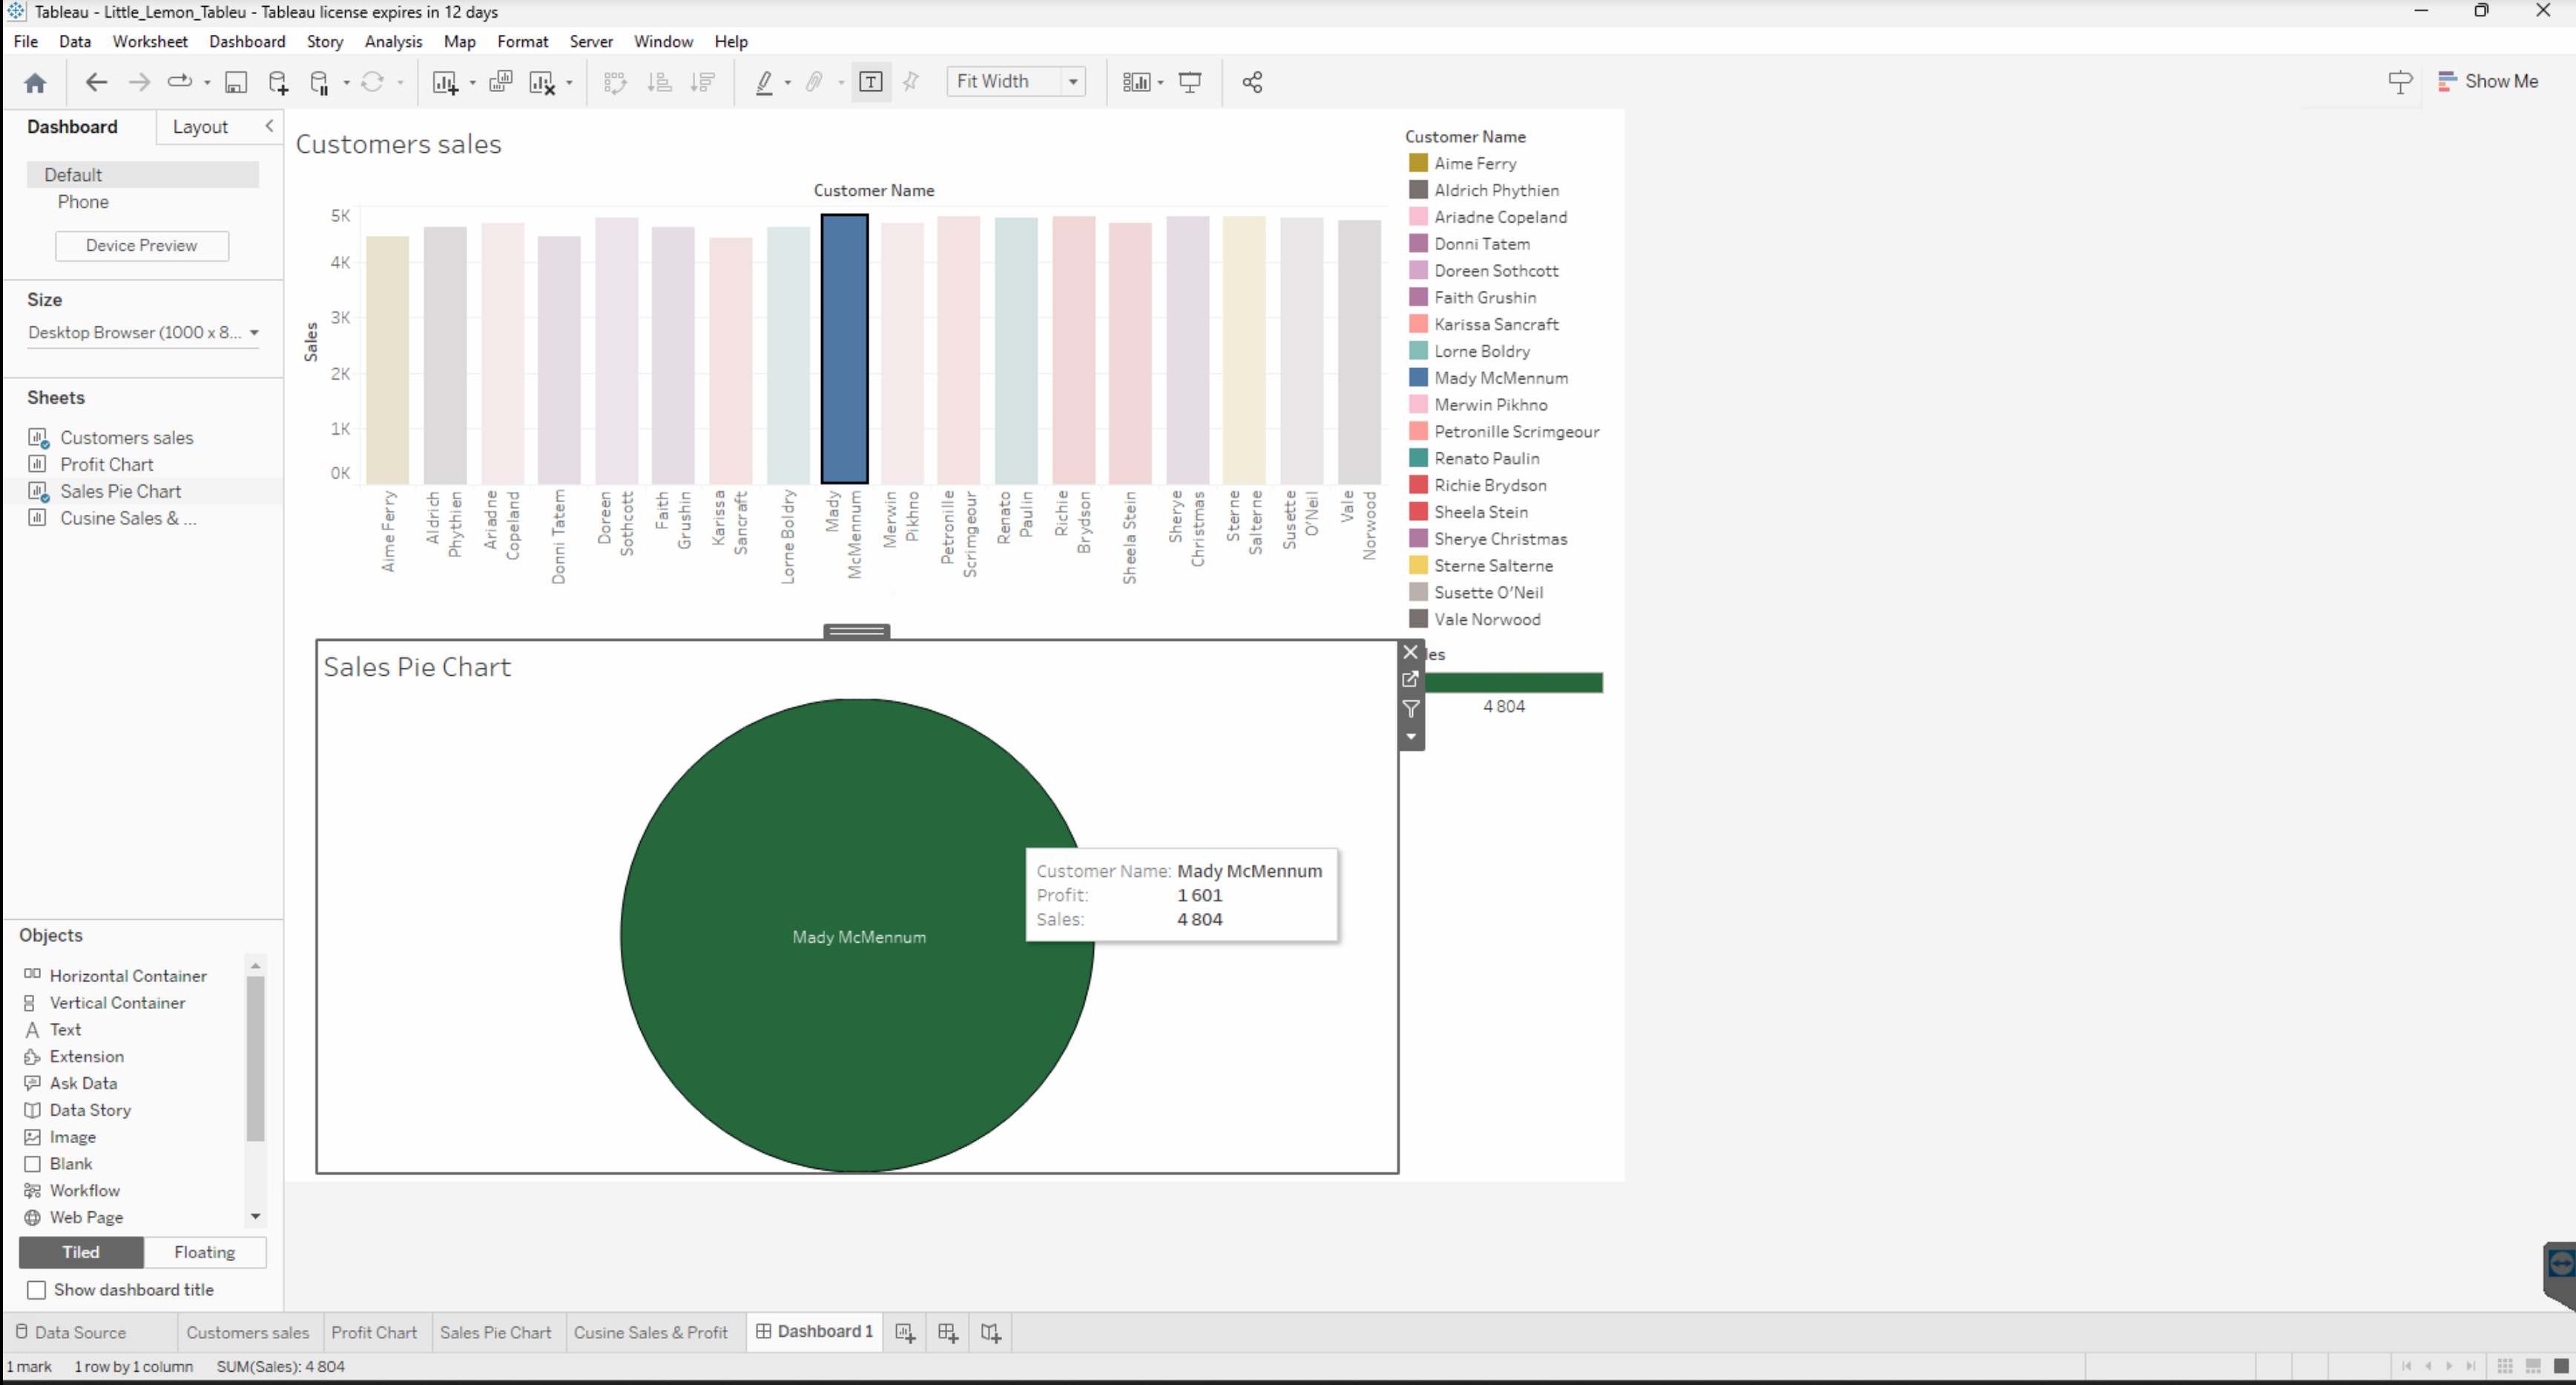 Tableau - Little_Lemon_Tableu - Tableau license expires in 12 days
File Data Worksheet Dashboard Story Analysis Map Format Server Window Help
Fit Width
Show Me
Dashboard Layout
Default
Phone
Device Preview
Size
Desktop Browser (1000 x 8...
Sheets
Customers sales
Profit Chart
Sales Pie Chart
Cusine Sales & ...
Objects
Horizontal Container
Vertical Container
Text
Extension
Ask Data
Data Story
Image
Blank
Workflow
Web Page
Tiled Floating
Show dashboard title
Customers sales
Customer Name
Sales
5K
4K
3K
2K
1K
0K
Aime Ferry
Aldrich
Phythien
Ariadne
Copeland
Donni Tatem
Doreen
Sothcott
Faith
Grushin
Karissa
Sancraft
Lorne Boldry
Mady
McMennum
Merwin
Pikhno
Petronille
Scrimgeour
Renato
Paulin
Richie
Brydson
Sheela Stein
Sherye
Christmas
Sterne
Salterne
Susette
O'Neil
Vale
Norwood
Customer Name
Aime Ferry
Aldrich Phythien
Ariadne Copeland
Donni Tatem
Doreen Sothcott
Faith Grushin
Karissa Sancraft
Lorne Boldry
Mady McMennum
Merwin Pikhno
Petronille Scrimgeour
Renato Paulin
Richie Brydson
Sheela Stein
Sherye Christmas
Sterne Salterne
Susette O'Neil
Vale Norwood
les
4 804
Sales Pie Chart
Mady McMennum
Customer Name: Mady McMennum
Profit: 1 601
Sales: 4 804
Data Source Customers sales Profit Chart Sales Pie Chart Cusine Sales & Profit Dashboard 1
1 mark 1 row by 1 column SUM(Sales): 4 804